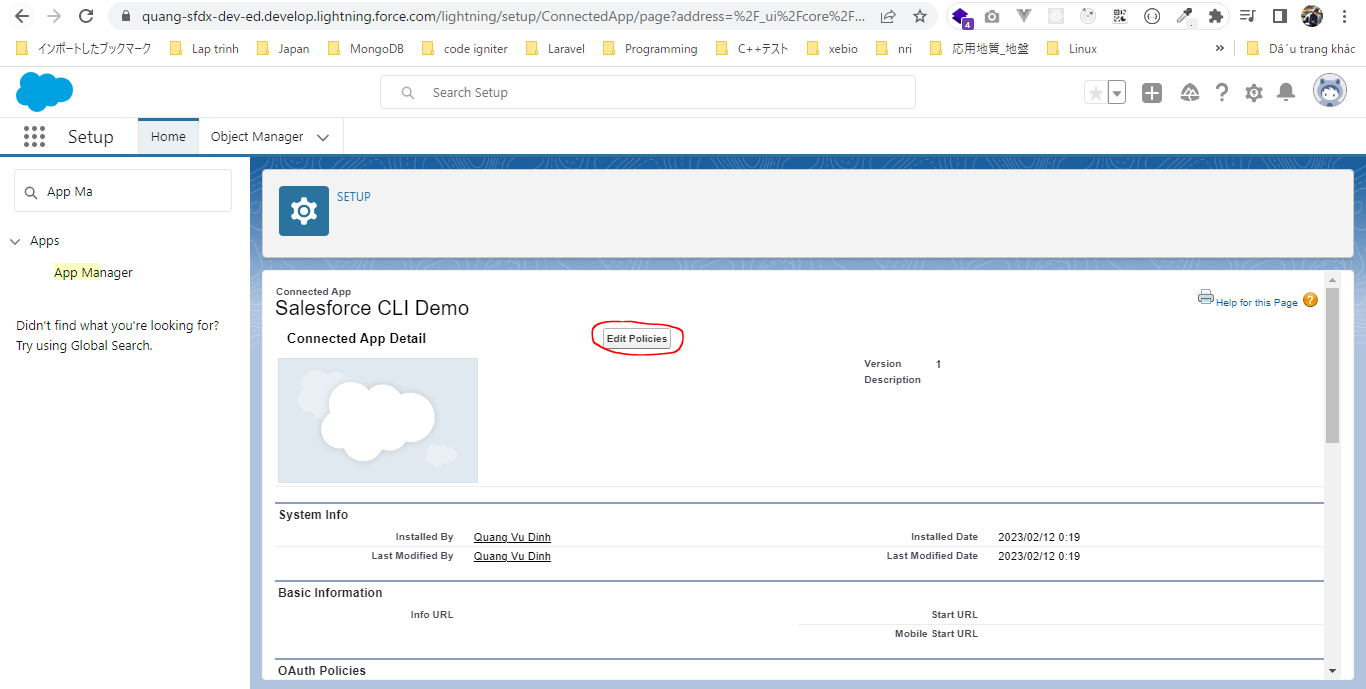 quang-sfdx-dev-ed.develop.lightning.force.com/lightning/setup/ConnectedApp/page?address=%2F_ui%2Fcore%2F...
4
インポートしたブックマーク Lap trinh Japan MongoDB code igniter Laravel Programming C++テスト xebio nri 応用地質_地盤 Linux » Dấu trang khác
Search Setup
Setup Home Object Manager
App Ma
SETUP
Apps
App Manager
Didn't find what you're looking for?
Try using Global Search.
Connected App
Salesforce CLI Demo
Help for this Page ?
Connected App Detail Edit Policies
Version 1
Description
System Info
Installed By Quang Vu Dinh Installed Date 2023/02/12 0:19
Last Modified By Quang Vu Dinh Last Modified Date 2023/02/12 0:19
Basic Information
Info URL Start URL
Mobile Start URL
OAuth Policies